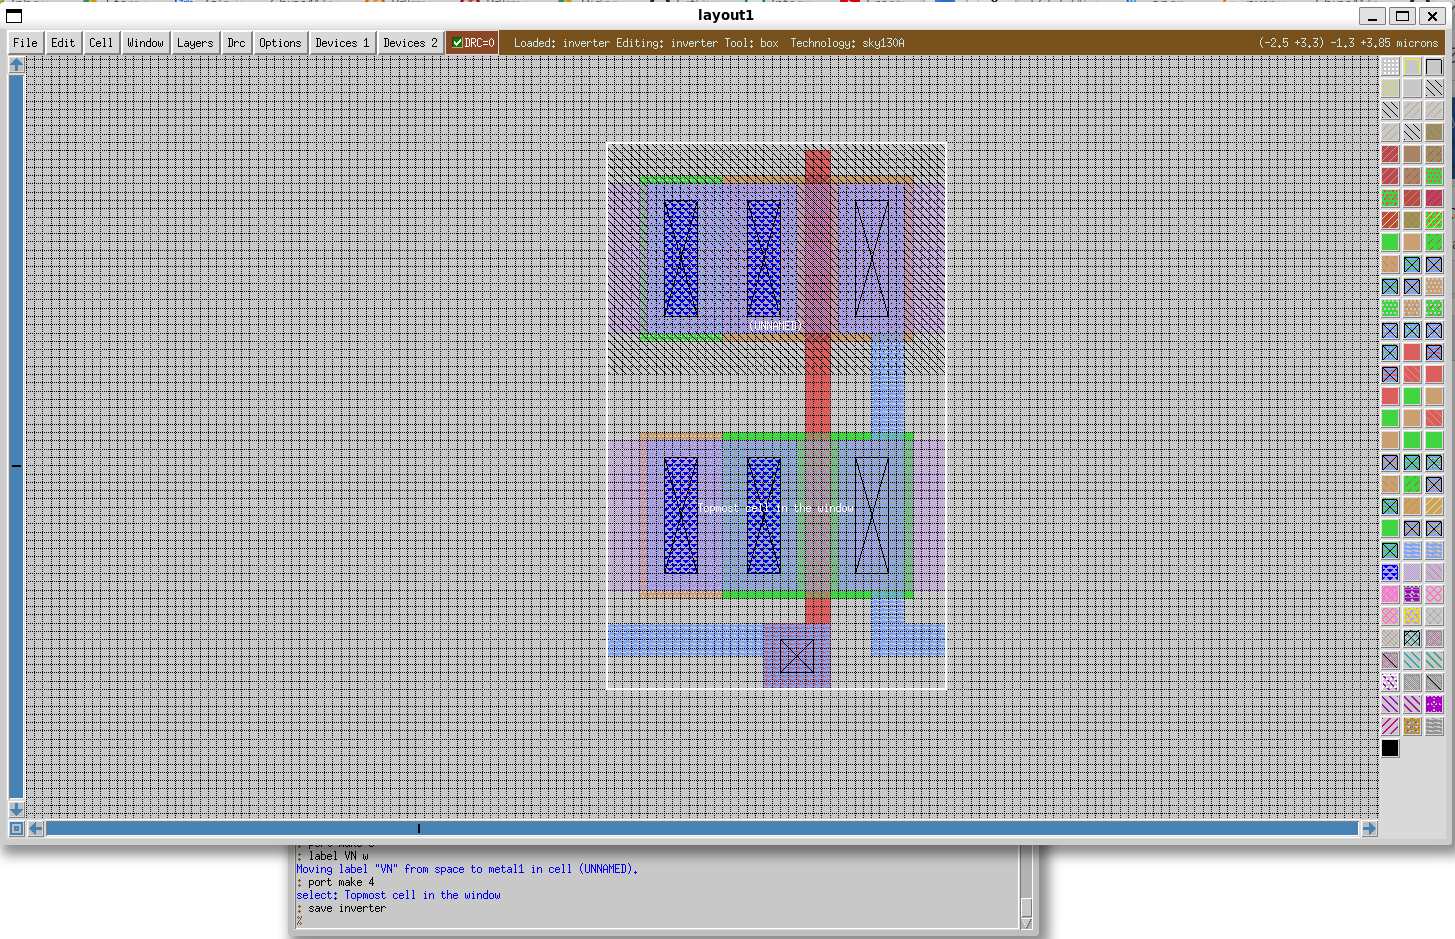 layout1
File Edit Cell Window Layers Drc Options Devices 1 Devices 2 DRC=0 Loaded: inverter Editing: inverter Tool: box Technology: sky130A (-2.5 +3.3) -1.3 +3.85 microns
(UNNAMED)
Topmost cell in the window
: label VN w
Moving label "VN" from space to metal1 in cell (UNNAMED).
: port make 4
select: Topmost cell in the window
: save inverter
%